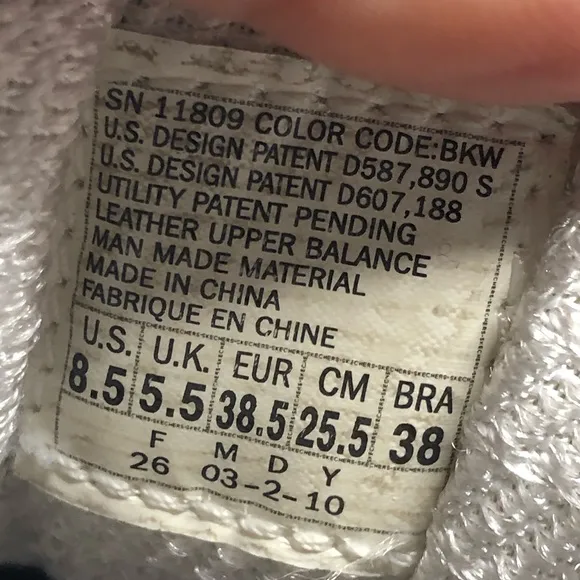 SN 11809 COLOR CODE:BKW
U.S. DESIGN PATENT D587,890 S
U.S. DESIGN PATENT D607,188
UTILITY PATENT PENDING
LEATHER UPPER BALANCE
MAN MADE MATERIAL
MADE IN CHINA
FABRIQUE EN CHINE
U.S. U.K. EUR CM BRA
8.5 5.5 38.5 25.5 38
F M D Y
26 03-2-10